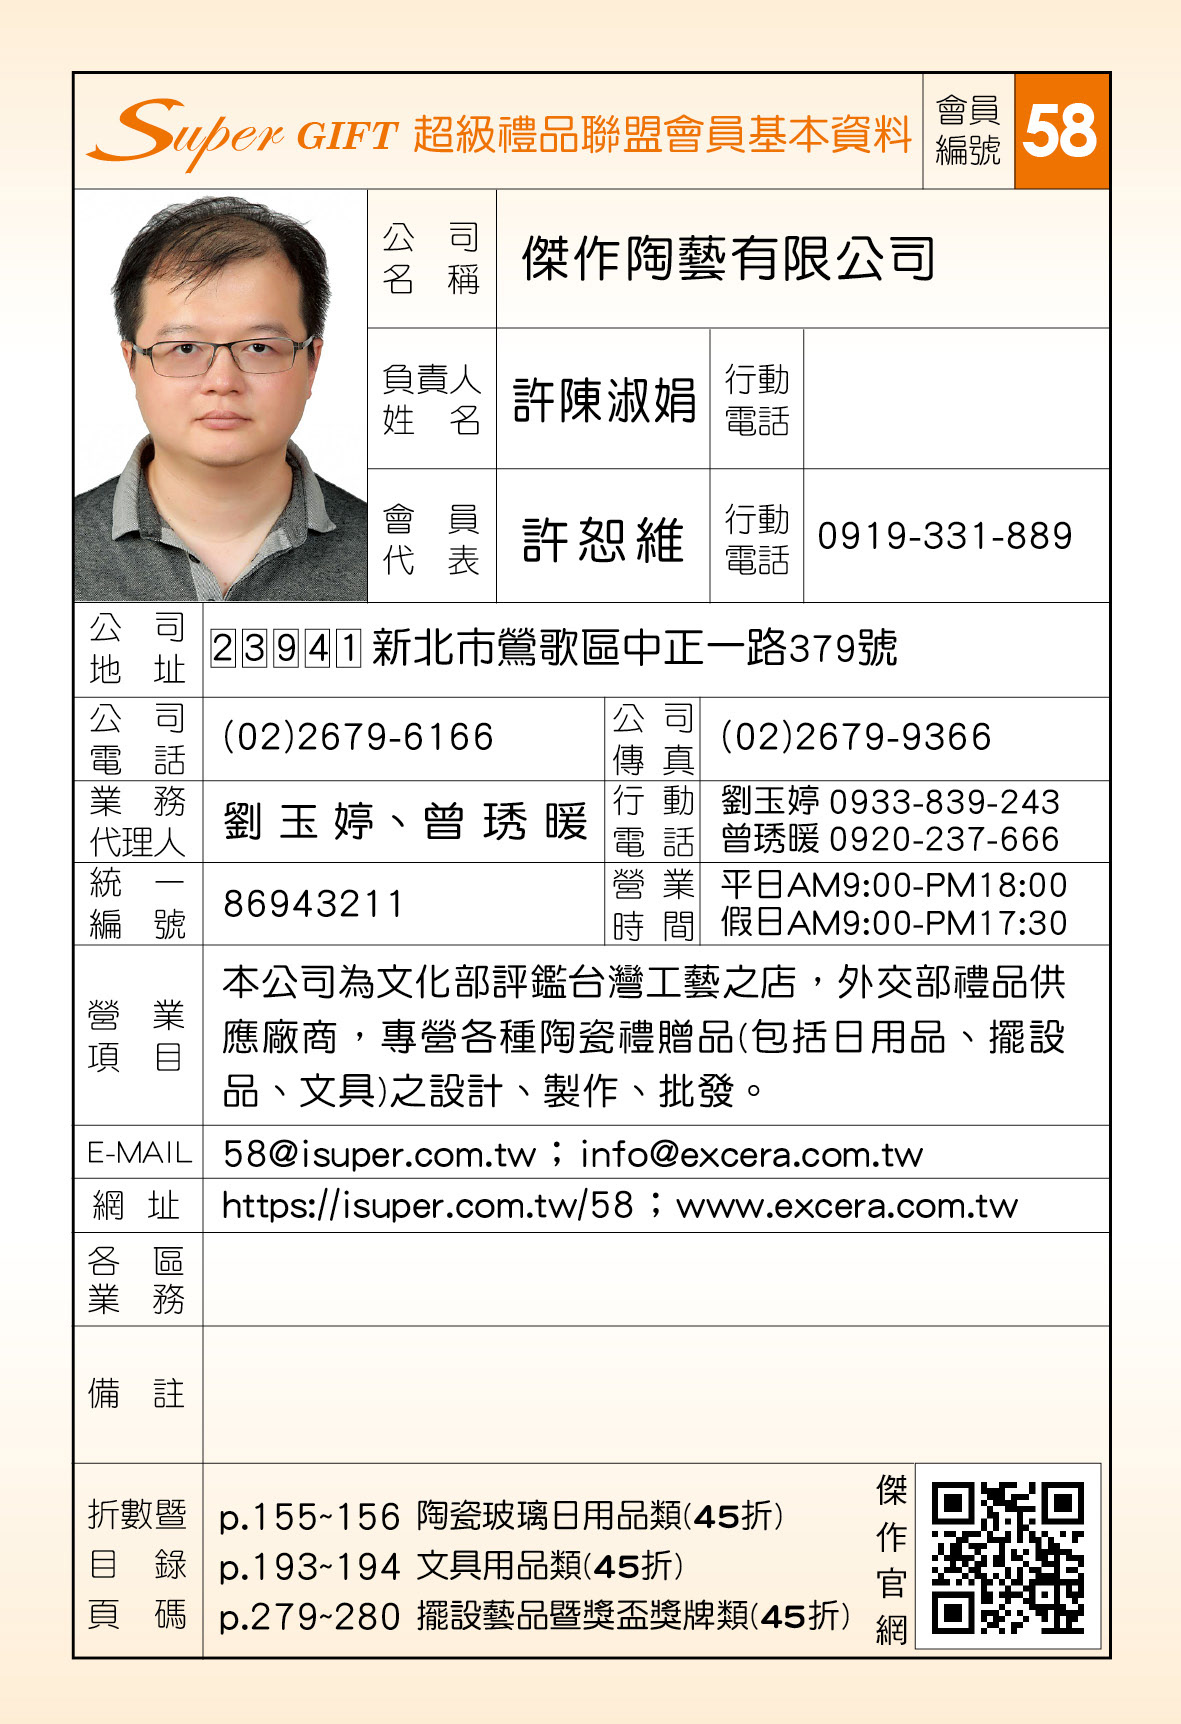 Super GIFT 超級禮品聯盟會員基本資料
會員
編號
58
公司
名稱
傑作陶藝有限公司
負責人
姓名
許陳淑娟
行動
電話
會員
代表
許恕維
行動
電話
0919-331-889
公司
地址
23941 新北市鶯歌區中正一路379號
公司
電話
(02)2679-6166
公司
傳真
(02)2679-9366
業務
代理人
劉玉婷、曾琇暖
行動
電話
劉玉婷 0933-839-243
曾琇暖 0920-237-666
統一
編號
86943211
營業
時間
平日AM9:00-PM18:00
假日AM9:00-PM17:30
營業
項目
本公司為文化部評鑑台灣工藝之店，外交部禮品供
應廠商，專營各種陶瓷禮贈品(包括日用品、擺設
品、文具)之設計、製作、批發。
E-MAIL
58@isuper.com.tw；info@excera.com.tw
網址
https://isuper.com.tw/58；www.excera.com.tw
各區
業務
備註
折數暨
目錄
頁碼
p.155~156 陶瓷玻璃日用品類(45折)
p.193~194 文具用品類(45折)
p.279~280 擺設藝品暨獎盃獎牌類(45折)
傑作官網